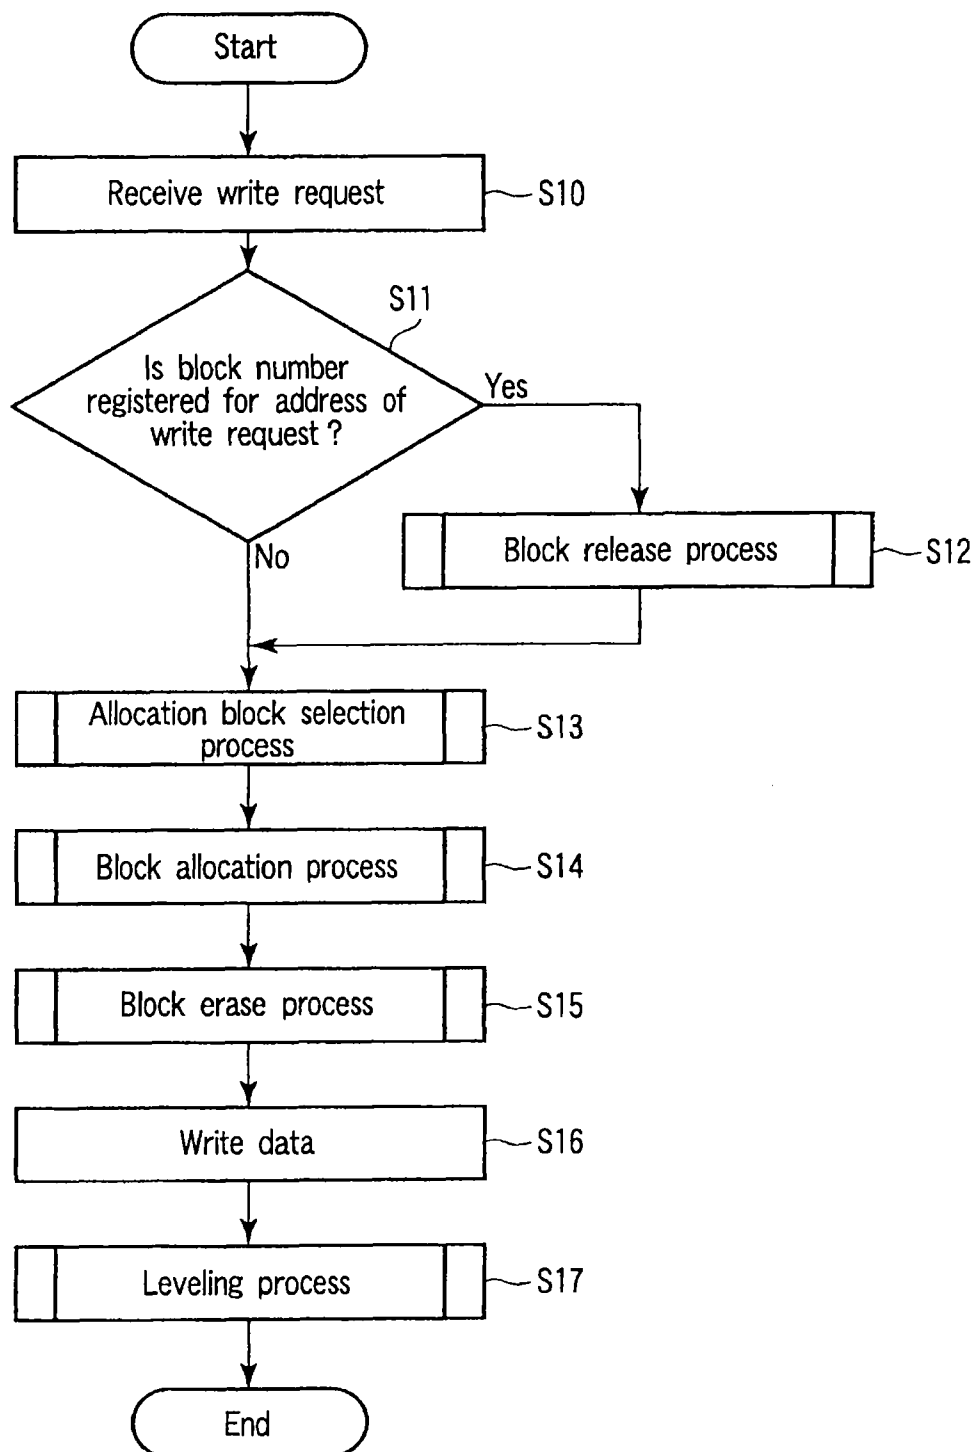 Start
Receive write request
S10
S11
Is block number
registered for address of
write request ?
Yes
No
Block release process
S12
Allocation block selection
process
S13
Block allocation process
S14
Block erase process
S15
Write data
S16
Leveling process
S17
End